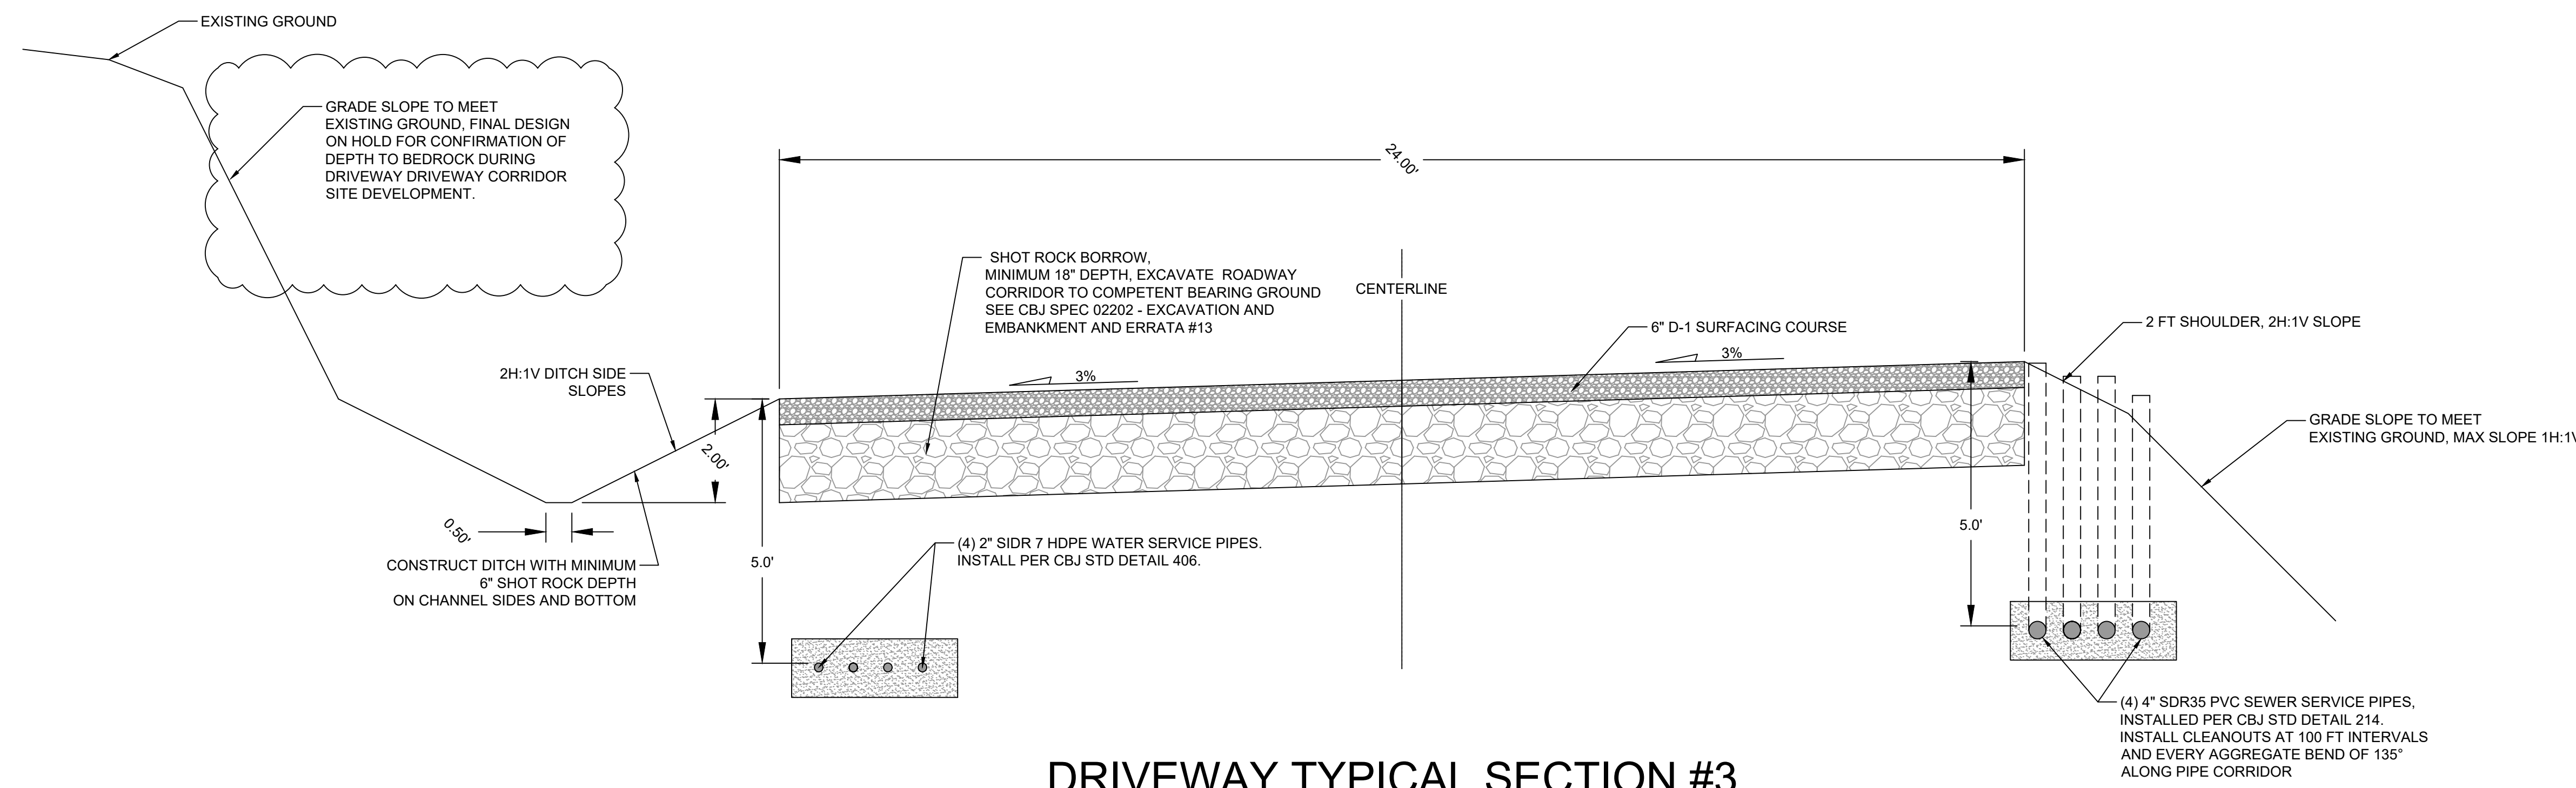 EXISTING GROUND
GRADE SLOPE TO MEET
EXISTING GROUND, FINAL DESIGN
ON HOLD FOR CONFIRMATION OF
DEPTH TO BEDROCK DURING
DRIVEWAY DRIVEWAY CORRIDOR
SITE DEVELOPMENT.
24.00'
SHOT ROCK BORROW,
MINIMUM 18" DEPTH, EXCAVATE ROADWAY
CORRIDOR TO COMPETENT BEARING GROUND
SEE CBJ SPEC 02202 - EXCAVATION AND
EMBANKMENT AND ERRATA #13
CENTERLINE
6" D-1 SURFACING COURSE
2 FT SHOULDER, 2H:1V SLOPE
3%
3%
2H:1V DITCH SIDE
SLOPES
GRADE SLOPE TO MEET
EXISTING GROUND, MAX SLOPE 1H:1V
2.00'
0.50'
5.0'
5.0'
CONSTRUCT DITCH WITH MINIMUM
6" SHOT ROCK DEPTH
ON CHANNEL SIDES AND BOTTOM
(4) 2" SIDR 7 HDPE WATER SERVICE PIPES.
INSTALL PER CBJ STD DETAIL 406.
(4) 4" SDR35 PVC SEWER SERVICE PIPES,
INSTALLED PER CBJ STD DETAIL 214.
INSTALL CLEANOUTS AT 100 FT INTERVALS
AND EVERY AGGREGATE BEND OF 135°
ALONG PIPE CORRIDOR
DRIVEWAY TYPICAL SECTION #3